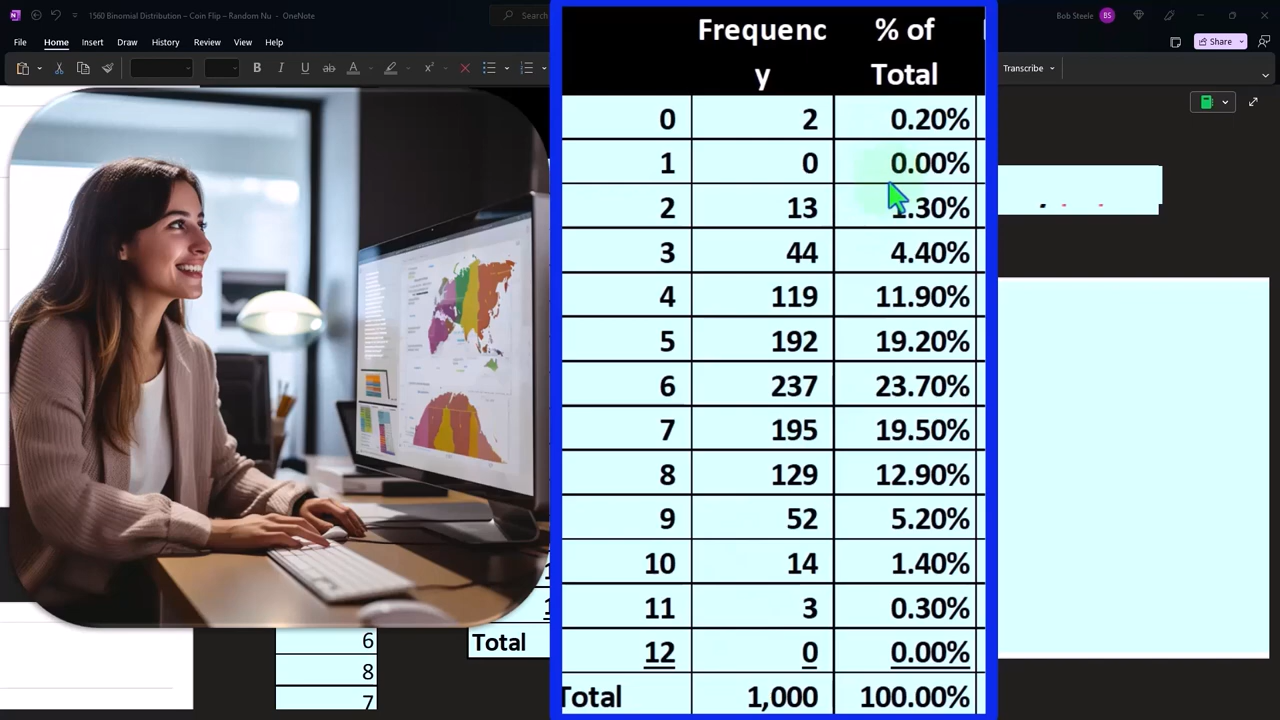 1560 Binomial Distribution – Coin Flip – Random Nu - OneNote
Search
Bob Steele
BS
File
Home
Insert
Draw
History
Review
View
Help
Share
Transcribe
Frequenc
y
% of
Total
0 2 0.20%
1 0 0.00%
2 13 1.30%
3 44 4.40%
4 119 11.90%
5 192 19.20%
6 237 23.70%
7 195 19.50%
8 129 12.90%
9 52 5.20%
10 14 1.40%
11 3 0.30%
12 0 0.00%
Total 1,000 100.00%
Total
6
8
7